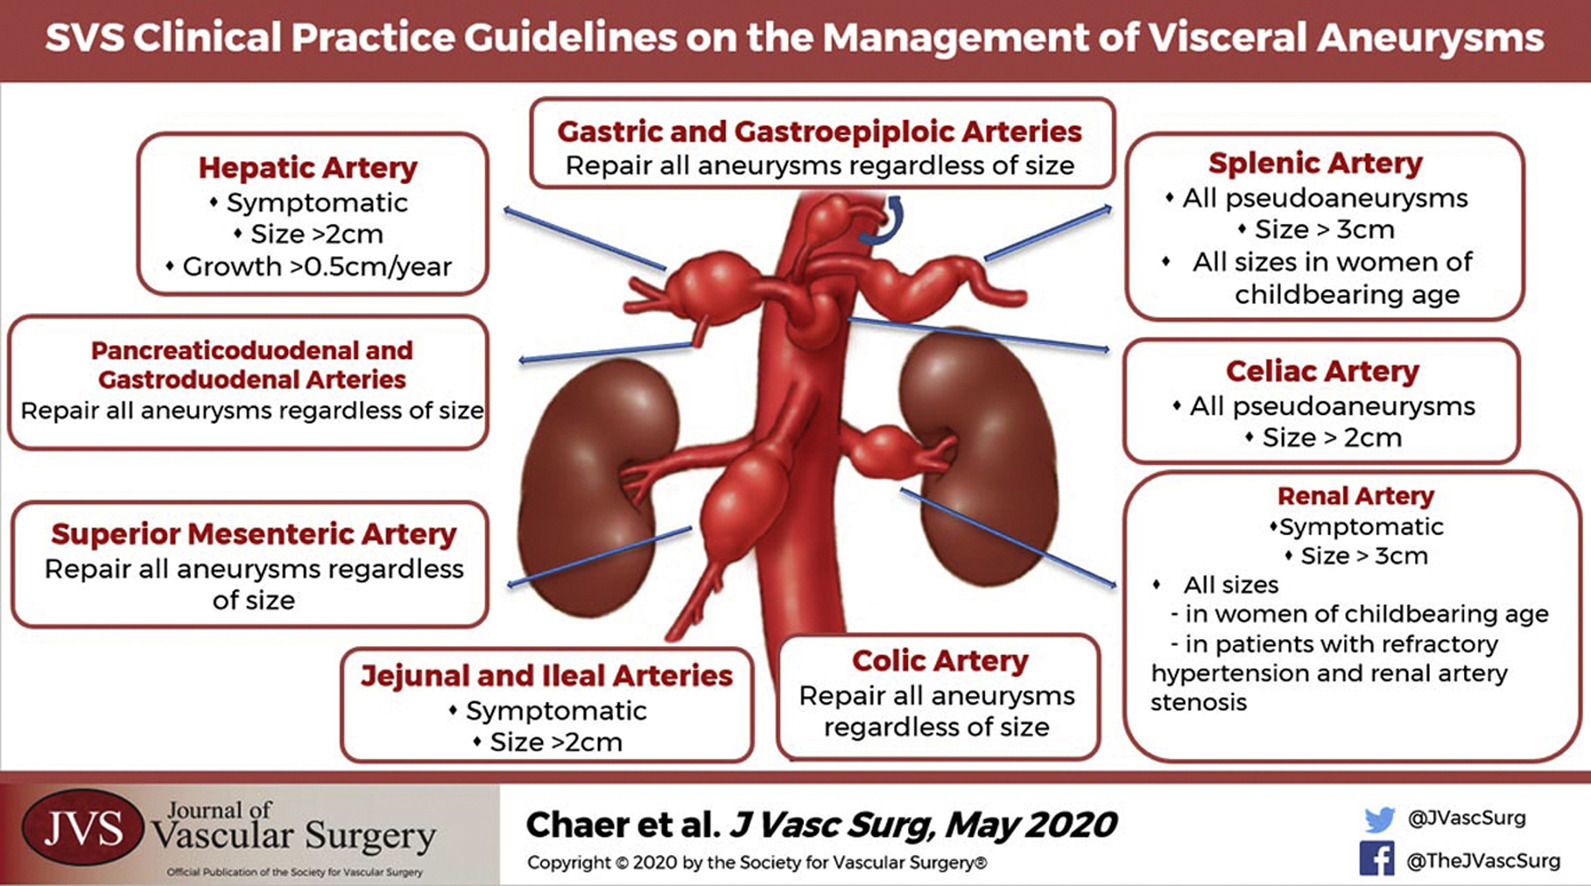 SVS Clinical Practice Guidelines on the Management of Visceral Aneurysms
Gastric and Gastroepiploic Arteries
Repair all aneurysms regardless of size
Hepatic Artery
♦ Symptomatic
♦ Size >2cm
♦ Growth >0.5cm/year
Splenic Artery
♦ All pseudoaneurysms
♦ Size > 3cm
♦ All sizes in women of
childbearing age
Pancreaticoduodenal and
Gastroduodenal Arteries
Repair all aneurysms regardless of size
Celiac Artery
♦ All pseudoaneurysms
♦ Size > 2cm
Superior Mesenteric Artery
Repair all aneurysms regardless
of size
Renal Artery
♦Symptomatic
♦ Size > 3cm
♦ All sizes
- in women of childbearing age
- in patients with refractory
hypertension and renal artery
stenosis
Jejunal and Ileal Arteries
♦ Symptomatic
♦ Size >2cm
Colic Artery
Repair all aneurysms
regardless of size
JVS
Journal of
Vascular Surgery
Official Publication of the Society for Vascular Surgery
Chaer et al. J Vasc Surg, May 2020
Copyright © 2020 by the Society for Vascular Surgery®
@JVascSurg
@TheJVascSurg